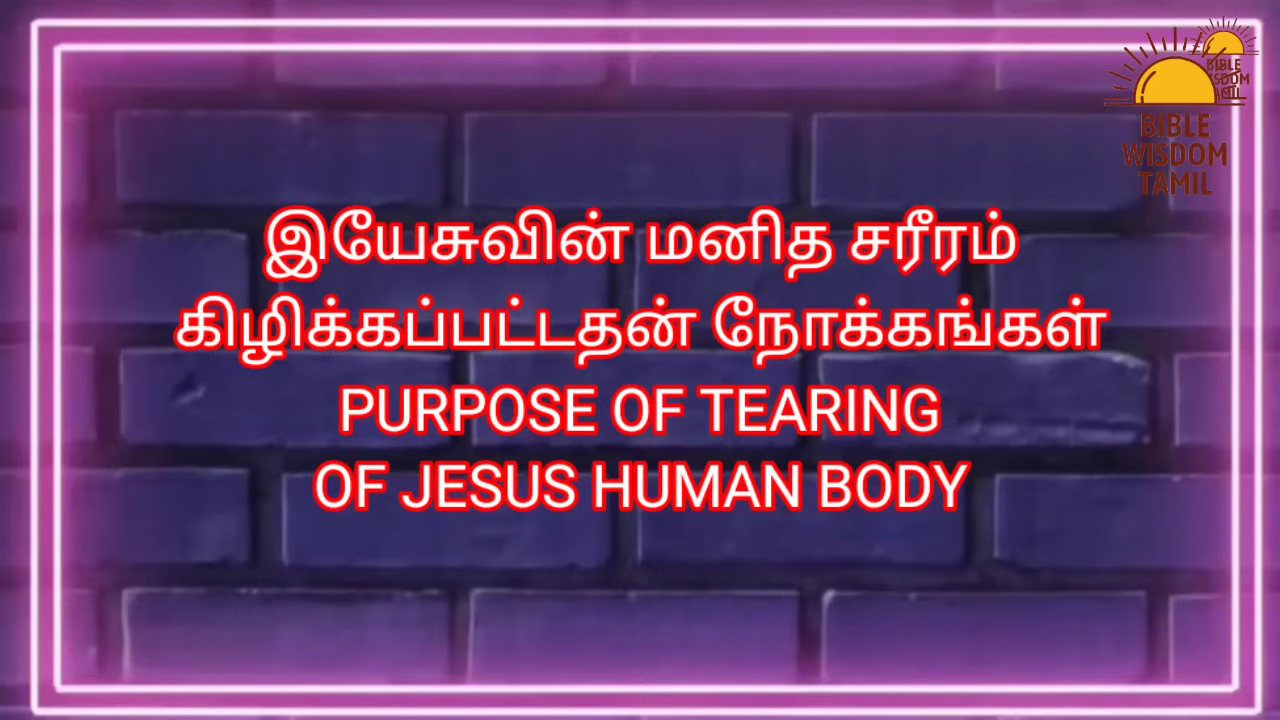 BIBLE
WISDOM
TAMIL
இயேசுவின் மனித சரீரம்
கிழிக்கப்பட்டதன் நோக்கங்கள்
PURPOSE OF TEARING
OF JESUS HUMAN BODY